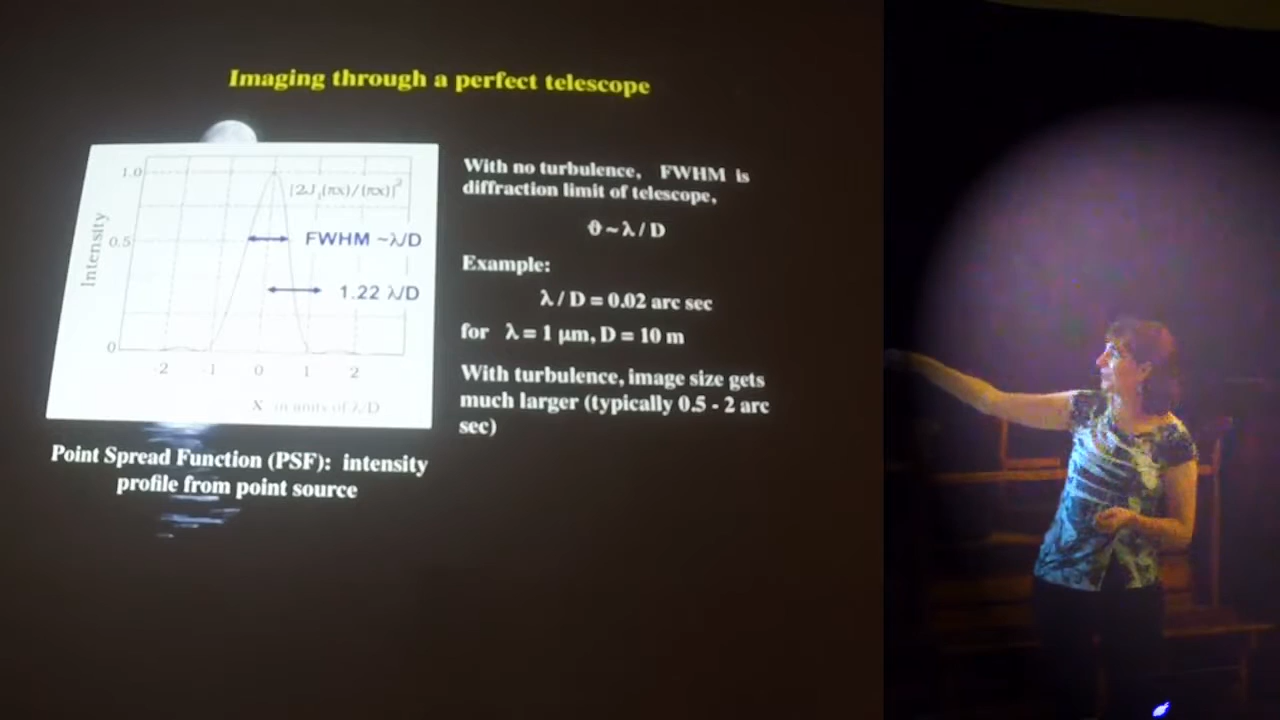 Imaging through a perfect telescope
1.0
|2J₁(πx)/(πx)|²
0.5
Intensity
FWHM ~λ/D
1.22 λ/D
0
-2 -1 0 1 2
X in units of λ/D
Point Spread Function (PSF): intensity
profile from point source
With no turbulence, FWHM is
diffraction limit of telescope,
ϑ ~ λ / D
Example:
λ / D = 0.02 arc sec
for λ = 1 μm, D = 10 m
With turbulence, image size gets
much larger (typically 0.5 - 2 arc
sec)